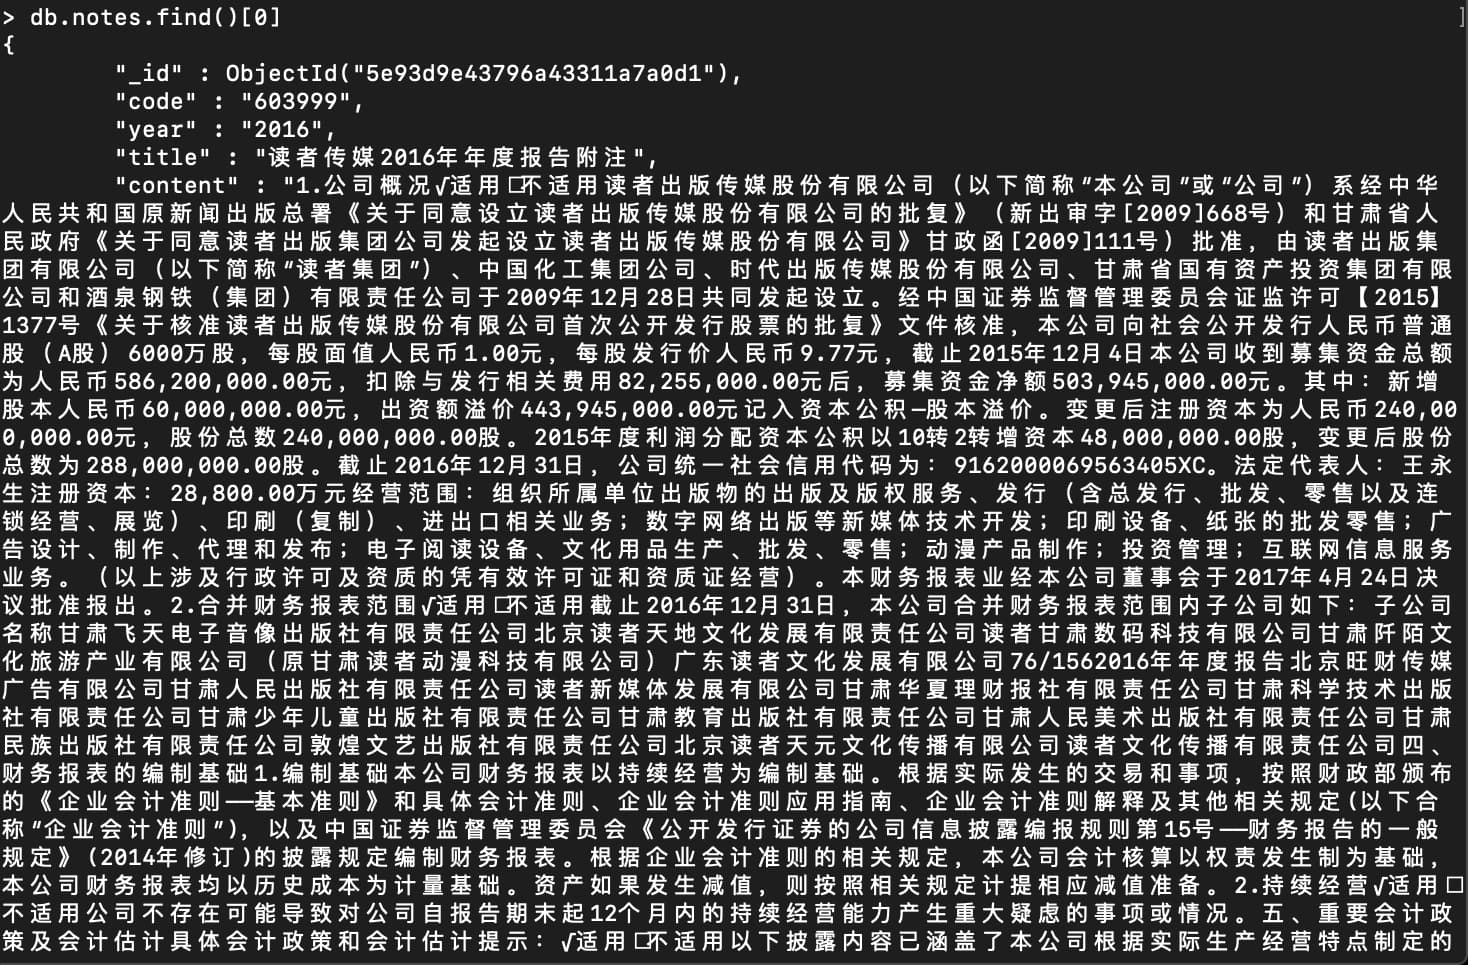 > db.notes.find()[0]
{
"_id" : ObjectId("5e93d9e43796a43311a7a0d1"),
"code" : "603999",
"year" : "2016",
"title" : "读者传媒2016年年度报告附注",
"content" : "1.公司概况√适用□不适用读者出版传媒股份有限公司（以下简称“本公司”或“公司”）系经中华
人民共和国原新闻出版总署《关于同意设立读者出版传媒股份有限公司的批复》（新出审字[2009]668号）和甘肃省人
民政府《关于同意读者出版集团公司发起设立读者出版传媒股份有限公司》甘政函[2009]111号）批准，由读者出版集
团有限公司（以下简称“读者集团”）、中国化工集团公司、时代出版传媒股份有限公司、甘肃省国有资产投资集团有限
公司和酒泉钢铁（集团）有限责任公司于2009年12月28日共同发起设立。经中国证券监督管理委员会证监许可【2015】
1377号《关于核准读者出版传媒股份有限公司首次公开发行股票的批复》文件核准，本公司向社会公开发行人民币普通
股（A股）6000万股，每股面值人民币1.00元，每股发行价人民币9.77元，截止2015年12月4日本公司收到募集资金总额
为人民币586,200,000.00元，扣除与发行相关费用82,255,000.00元后，募集资金净额503,945,000.00元。其中：新增
股本人民币60,000,000.00元，出资额溢价443,945,000.00元记入资本公积—股本溢价。变更后注册资本为人民币240,00
0,000.00元，股份总数240,000,000.00股。2015年度利润分配资本公积以10转2转增资本48,000,000.00股，变更后股份
总数为288,000,000.00股。截止2016年12月31日，公司统一社会信用代码为：9162000069563405XC。法定代表人：王永
生注册资本：28,800.00万元经营范围：组织所属单位出版物的出版及版权服务、发行（含总发行、批发、零售以及连
锁经营、展览）、印刷（复制）、进出口相关业务；数字网络出版等新媒体技术开发；印刷设备、纸张的批发零售；广
告设计、制作、代理和发布；电子阅读设备、文化用品生产、批发、零售；动漫产品制作；投资管理；互联网信息服务
业务。（以上涉及行政许可及资质的凭有效许可证和资质证经营）。本财务报表业经本公司董事会于2017年4月24日决
议批准报出。2.合并财务报表范围√适用□不适用截止2016年12月31日，本公司合并财务报表范围内子公司如下：子公司
名称甘肃飞天电子音像出版社有限责任公司北京读者天地文化发展有限责任公司读者甘肃数码科技有限公司甘肃阡陌文
化旅游产业有限公司（原甘肃读者动漫科技有限公司）广东读者文化发展有限公司76/1562016年年度报告北京旺财传媒
广告有限公司甘肃人民出版社有限责任公司读者新媒体发展有限公司甘肃华夏理财报社有限责任公司甘肃科学技术出版
社有限责任公司甘肃少年儿童出版社有限责任公司甘肃教育出版社有限责任公司甘肃人民美术出版社有限责任公司甘肃
民族出版社有限责任公司敦煌文艺出版社有限责任公司北京读者天元文化传播有限公司读者文化传播有限责任公司四、
财务报表的编制基础1.编制基础本公司财务报表以持续经营为编制基础。根据实际发生的交易和事项，按照财政部颁布
的《企业会计准则——基本准则》和具体会计准则、企业会计准则应用指南、企业会计准则解释及其他相关规定(以下合
称“企业会计准则”)，以及中国证券监督管理委员会《公开发行证券的公司信息披露编报规则第15号——财务报告的一般
规定》(2014年修订)的披露规定编制财务报表。根据企业会计准则的相关规定，本公司会计核算以权责发生制为基础，
本公司财务报表均以历史成本为计量基础。资产如果发生减值，则按照相关规定计提相应减值准备。2.持续经营√适用□
不适用公司不存在可能导致对公司自报告期末起12个月内的持续经营能力产生重大疑虑的事项或情况。五、重要会计政
策及会计估计具体会计政策和会计估计提示：√适用□不适用以下披露内容已涵盖了本公司根据实际生产经营特点制定的